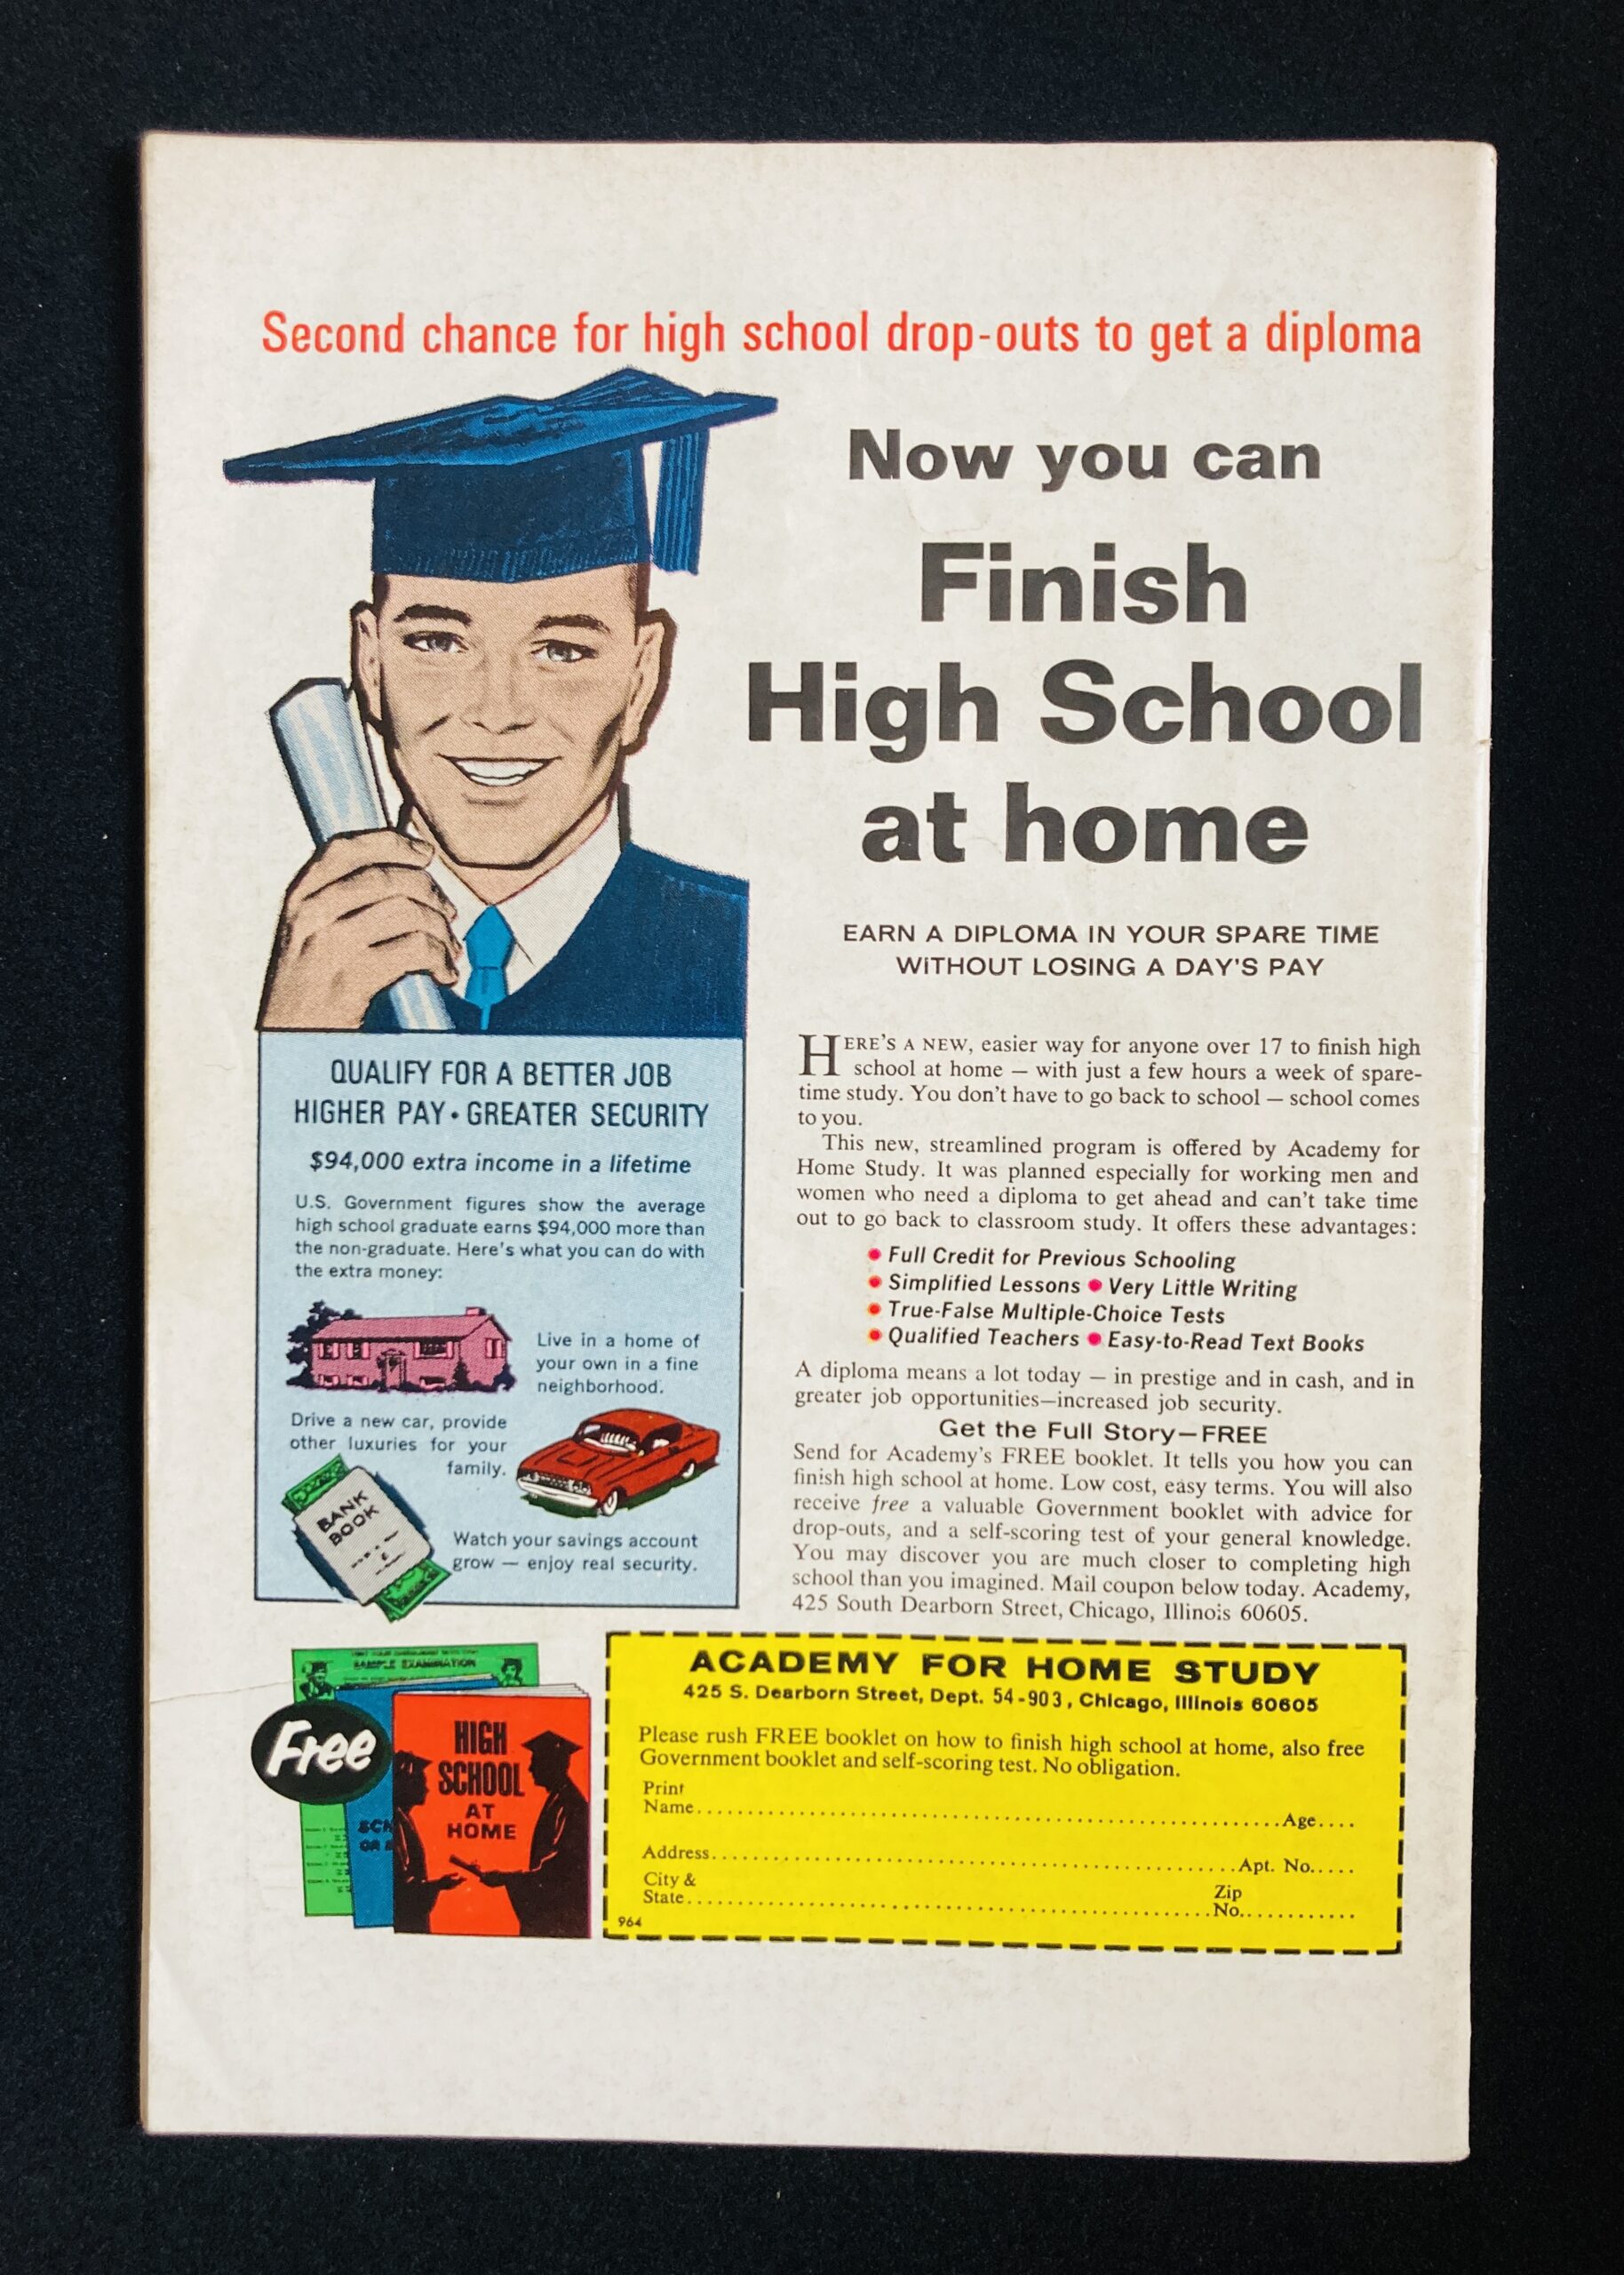 Second chance for high school drop-outs to get a diploma
Now you can
Finish
High School
at home
EARN A DIPLOMA IN YOUR SPARE TIME
WITHOUT LOSING A DAY'S PAY
HERE'S A NEW, easier way for anyone over 17 to finish high
school at home — with just a few hours a week of spare-
time study. You don't have to go back to school — school comes
to you.
This new, streamlined program is offered by Academy for
Home Study. It was planned especially for working men and
women who need a diploma to get ahead and can't take time
out to go back to classroom study. It offers these advantages:
● Full Credit for Previous Schooling
● Simplified Lessons ● Very Little Writing
● True-False Multiple-Choice Tests
● Qualified Teachers ● Easy-to-Read Text Books
A diploma means a lot today — in prestige and in cash, and in
greater job opportunities—increased job security.
Get the Full Story—FREE
Send for Academy's FREE booklet. It tells you how you can
finish high school at home. Low cost, easy terms. You will also
receive free a valuable Government booklet with advice for
drop-outs, and a self-scoring test of your general knowledge.
You may discover you are much closer to completing high
school than you imagined. Mail coupon below today. Academy,
425 South Dearborn Street, Chicago, Illinois 60605.
QUALIFY FOR A BETTER JOB
HIGHER PAY • GREATER SECURITY
$94,000 extra income in a lifetime
U.S. Government figures show the average
high school graduate earns $94,000 more than
the non-graduate. Here's what you can do with
the extra money:
Live in a home of
your own in a fine
neighborhood.
Drive a new car, provide
other luxuries for your
family.
BANK
BOOK
Watch your savings account
grow — enjoy real security.
SAMPLE EXAMINATION
Free
HIGH
SCHOOL
AT
HOME
SCH
OR
ACADEMY FOR HOME STUDY
425 S. Dearborn Street, Dept. 54-903, Chicago, Illinois 60605
Please rush FREE booklet on how to finish high school at home, also free
Government booklet and self-scoring test. No obligation.
Print
Name.....Age....
Address.....Apt. No.....
City &
State.....Zip
No.....
964